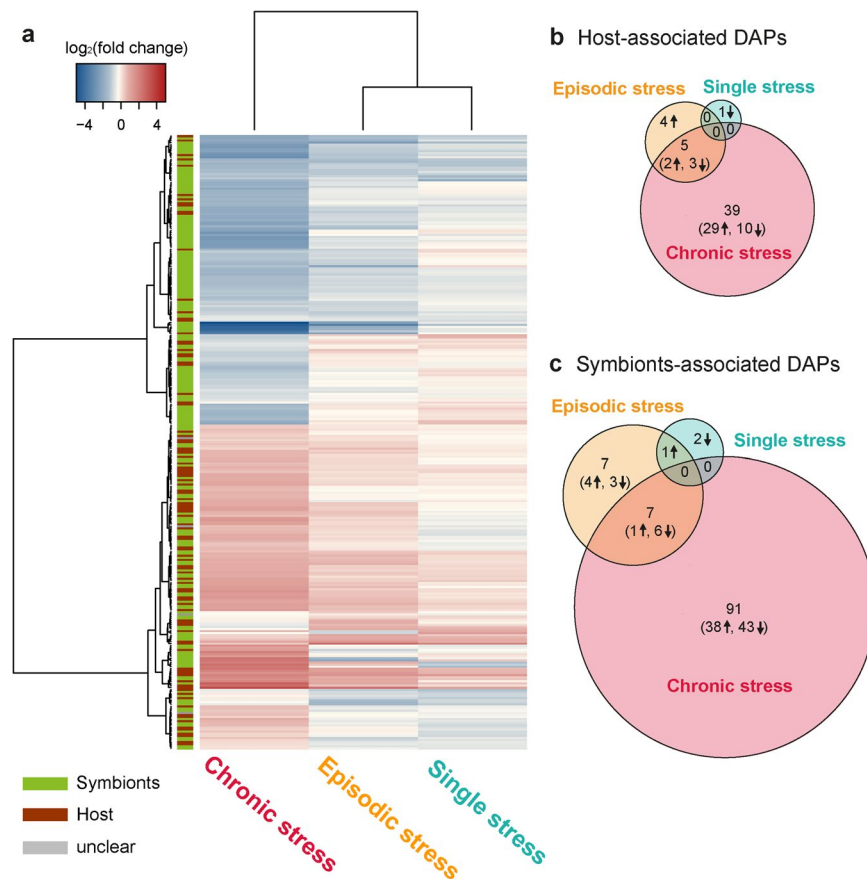 a
log₂(fold change)
−4 0 4
Chronic stress
Episodic stress
Single stress
Symbionts
Host
unclear
b Host-associated DAPs
Episodic stress
Single stress
4↑
0
1↓
0
0
5
(2↑, 3↓)
39
(29↑, 10↓)
Chronic stress
c Symbionts-associated DAPs
Episodic stress
Single stress
7
(4↑, 3↓)
1↑
2↓
0
0
7
(1↑, 6↓)
91
(38↑, 43↓)
Chronic stress